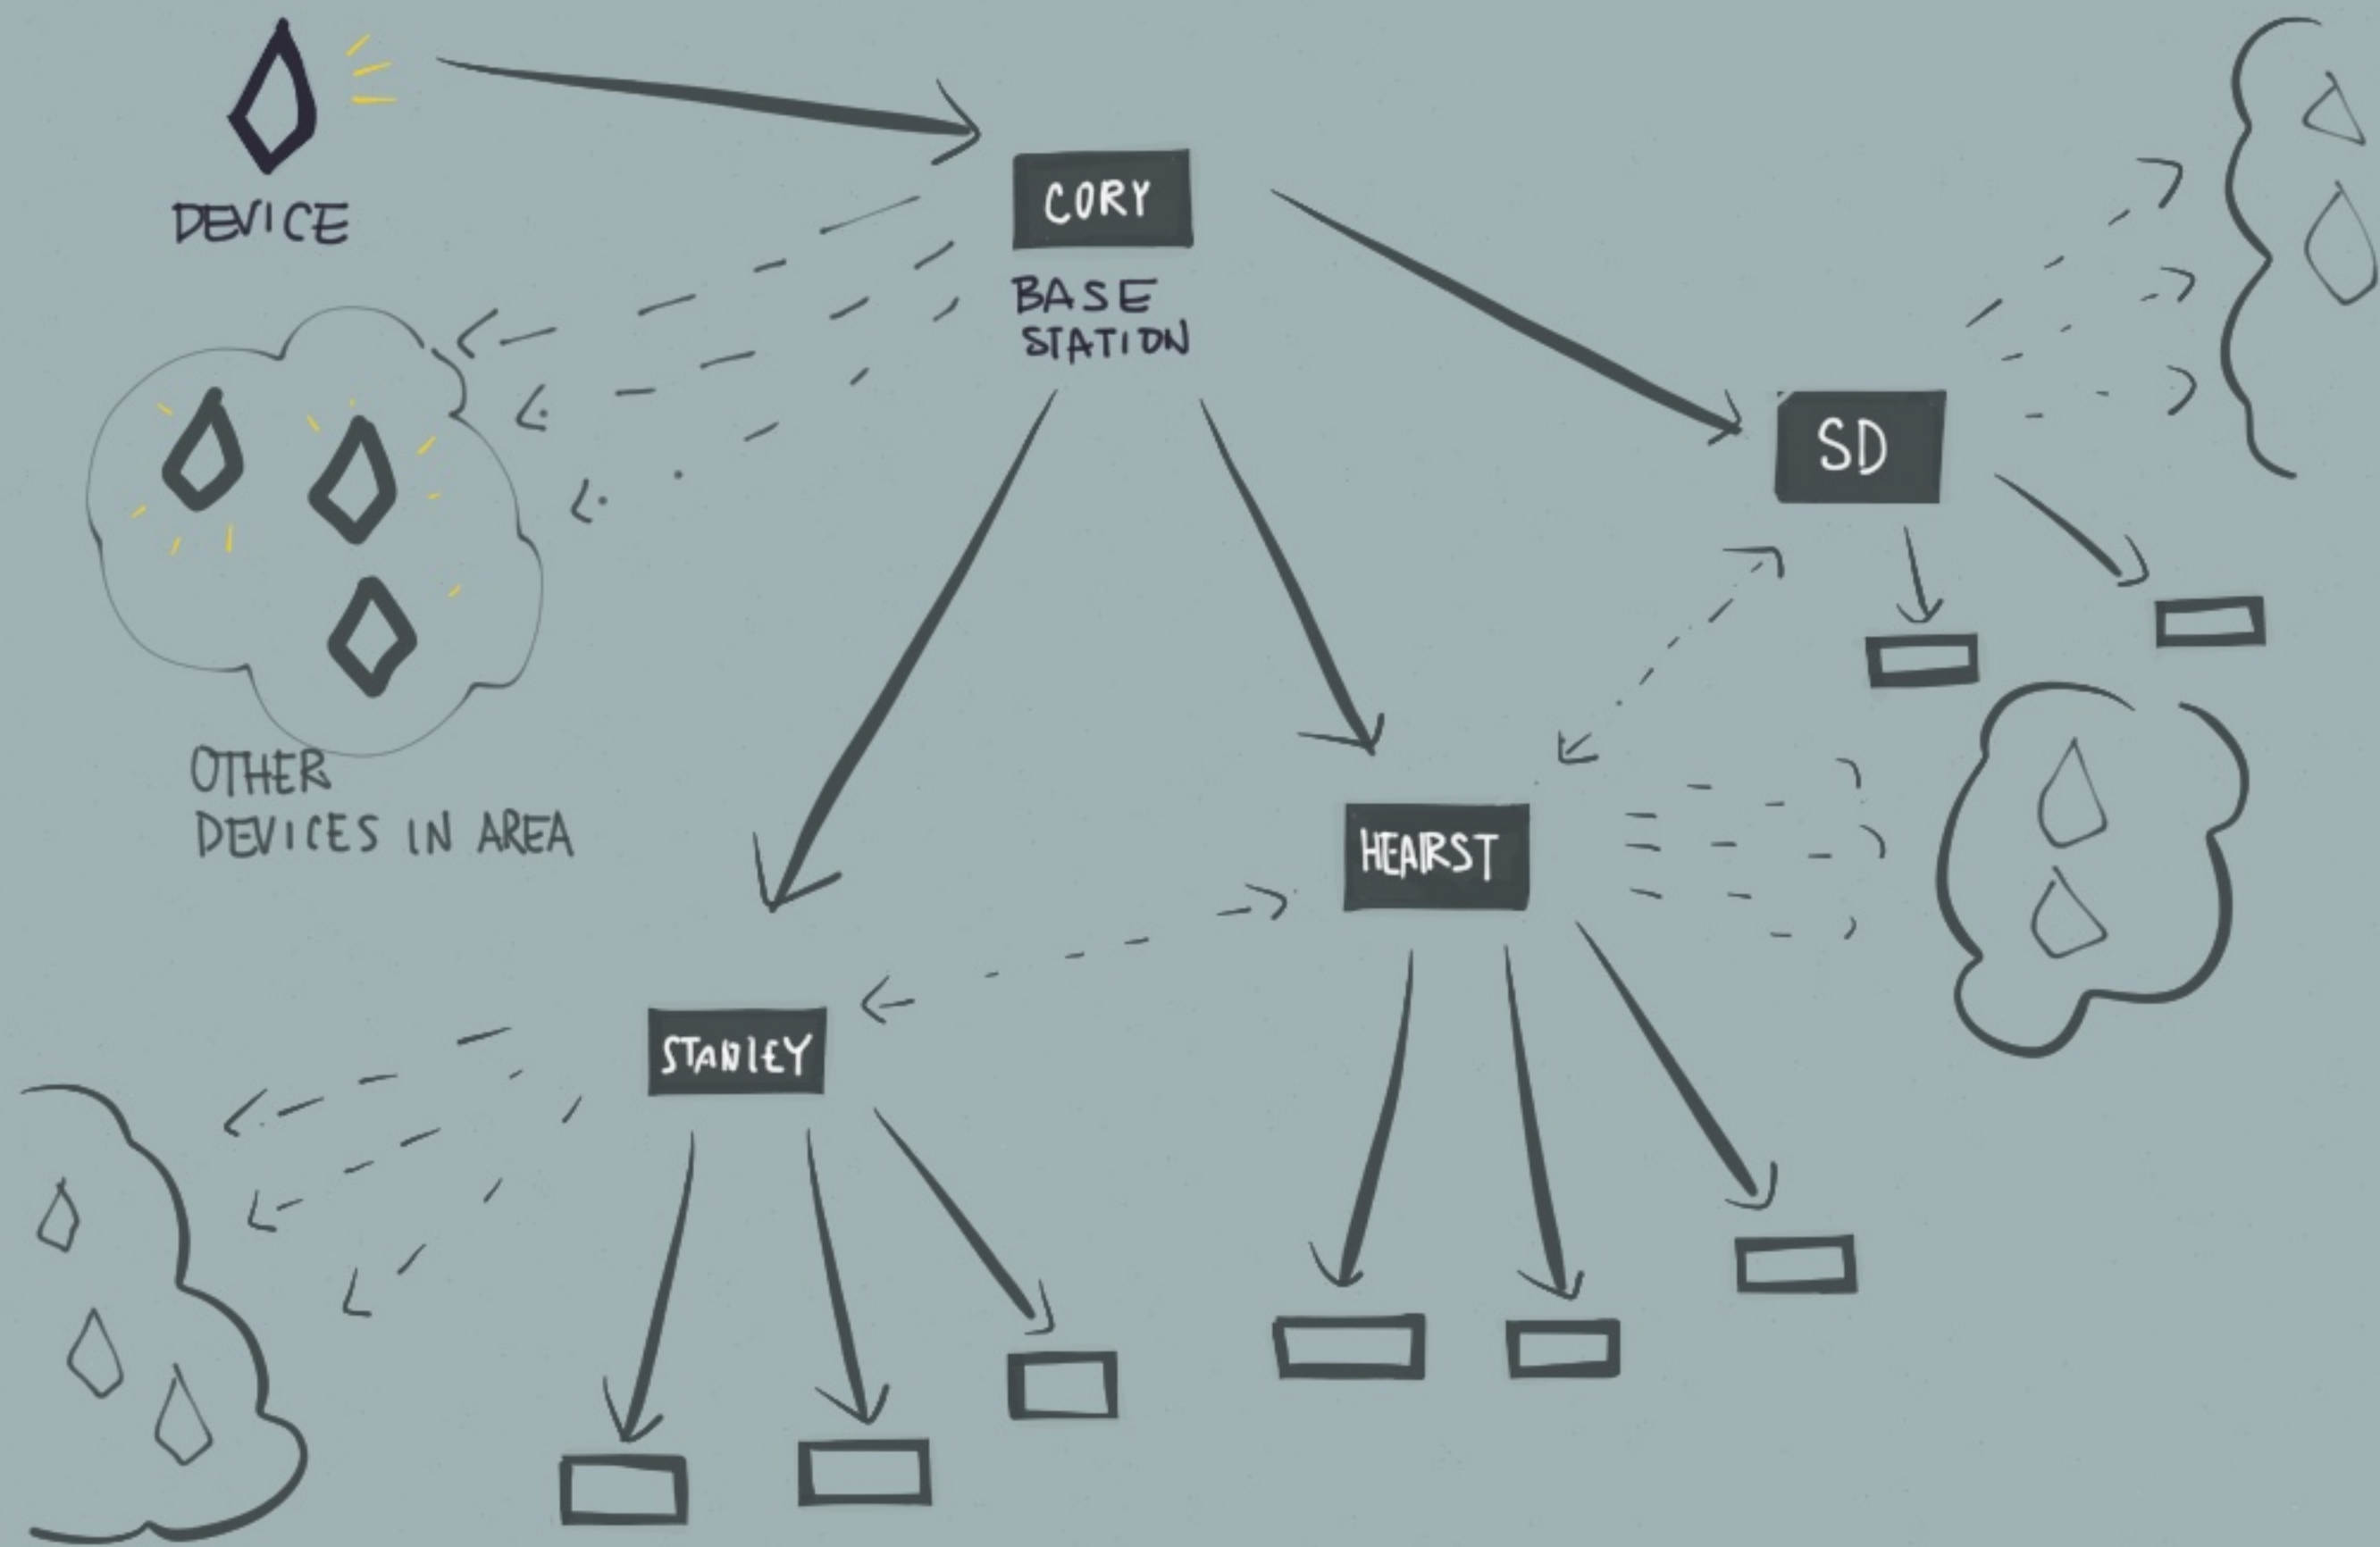 DEVICE
CORY
BASE
STATION
SD
OTHER
DEVICES IN AREA
HEARST
STANLEY